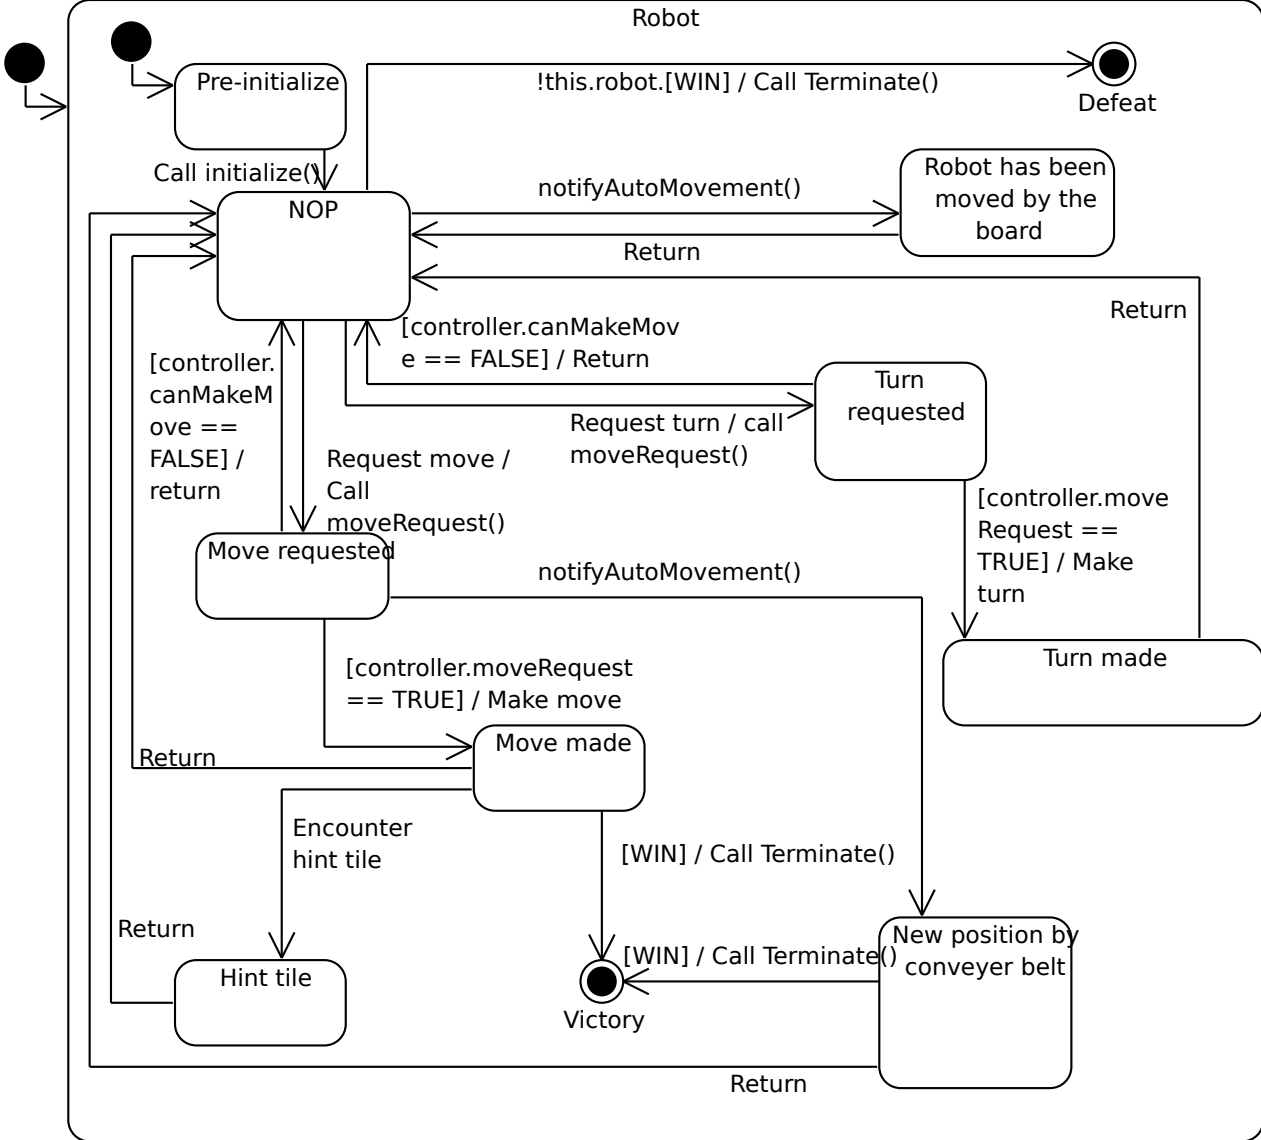 Robot
Pre-initialize
!this.robot.[WIN] / Call Terminate()
Defeat
Call initialize()
NOP
notifyAutoMovement()
Robot has been
moved by the
board
Return
Return
[controller.canMakeMov
e == FALSE] / Return
[controller.
canMakeM
ove ==
FALSE] /
return
Turn
requested
Request turn / call
moveRequest()
Request move /
Call
moveRequest()
[controller.move
Request ==
TRUE] / Make
turn
Move requested
notifyAutoMovement()
Turn made
[controller.moveRequest
== TRUE] / Make move
Move made
Return
Encounter
hint tile
[WIN] / Call Terminate()
Return
New position by
conveyer belt
[WIN] / Call Terminate()
Hint tile
Victory
Return